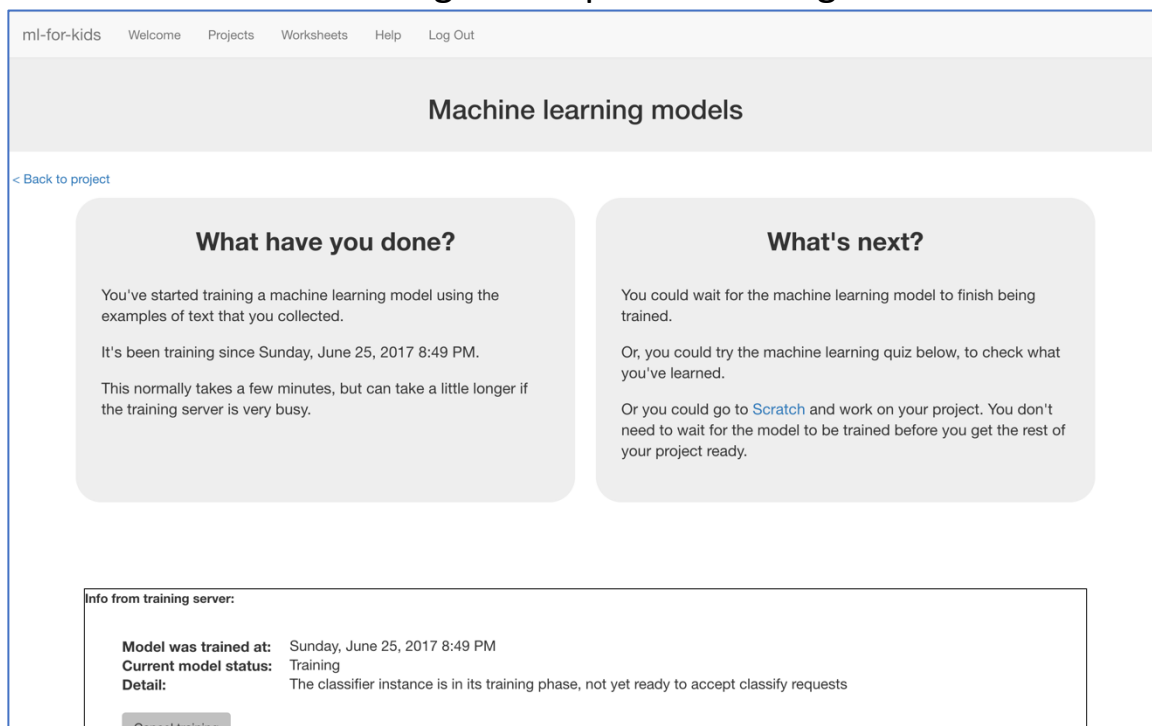 ml-for-kids Welcome Projects Worksheets Help Log Out
Machine learning models
< Back to project
What have you done?
You've started training a machine learning model using the
examples of text that you collected.
It's been training since Sunday, June 25, 2017 8:49 PM.
This normally takes a few minutes, but can take a little longer if
the training server is very busy.
What's next?
You could wait for the machine learning model to finish being
trained.
Or, you could try the machine learning quiz below, to check what
you've learned.
Or you could go to Scratch and work on your project. You don't
need to wait for the model to be trained before you get the rest of
your project ready.
Info from training server:
Model was trained at: Sunday, June 25, 2017 8:49 PM
Current model status: Training
Detail: The classifier instance is in its training phase, not yet ready to accept classify requests
Cancel training